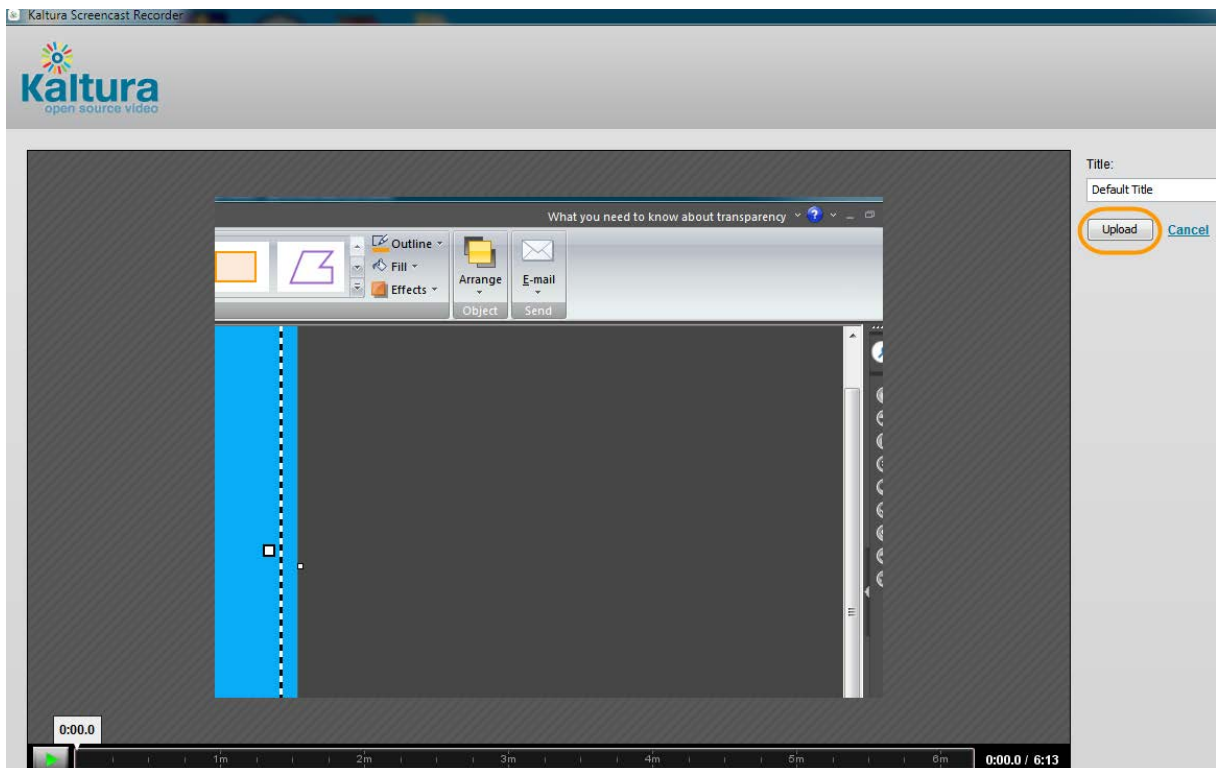 Kaltura Screencast Recorder
Kaltura
open source video
Title:
Default Title
Upload Cancel
What you need to know about transparency
Outline
Fill
Effects
Arrange
E-mail
Object Send
0:00.0
1m 2m 3m 4m 5m 6m 0:00.0 / 6:13